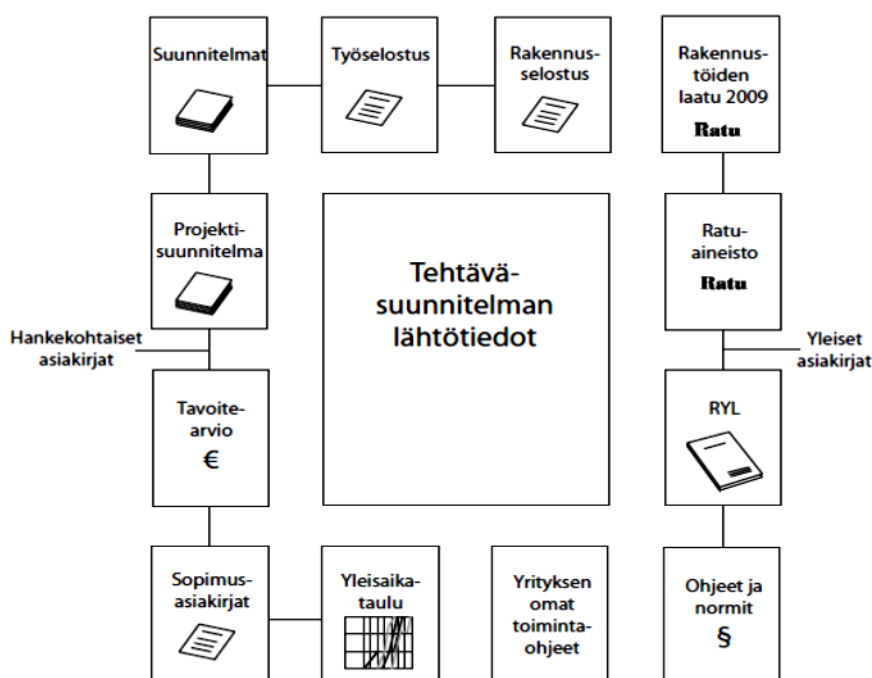 Suunnitelmat
Työselostus
Rakennus-
selostus
Rakennus-
töiden
laatu 2009
Ratu
Projekti-
suunnitelma
Tehtävä-
suunnitelman
lähtötiedot
Ratu-
aineisto
Ratu
Hankekohtaiset
asiakirjat
Yleiset
asiakirjat
Tavoite-
arvio
€
RYL
Sopimus-
asiakirjat
Yleisaika-
taulu
Yrityksen
omat
toiminta-
ohjeet
Ohjeet ja
normit
§